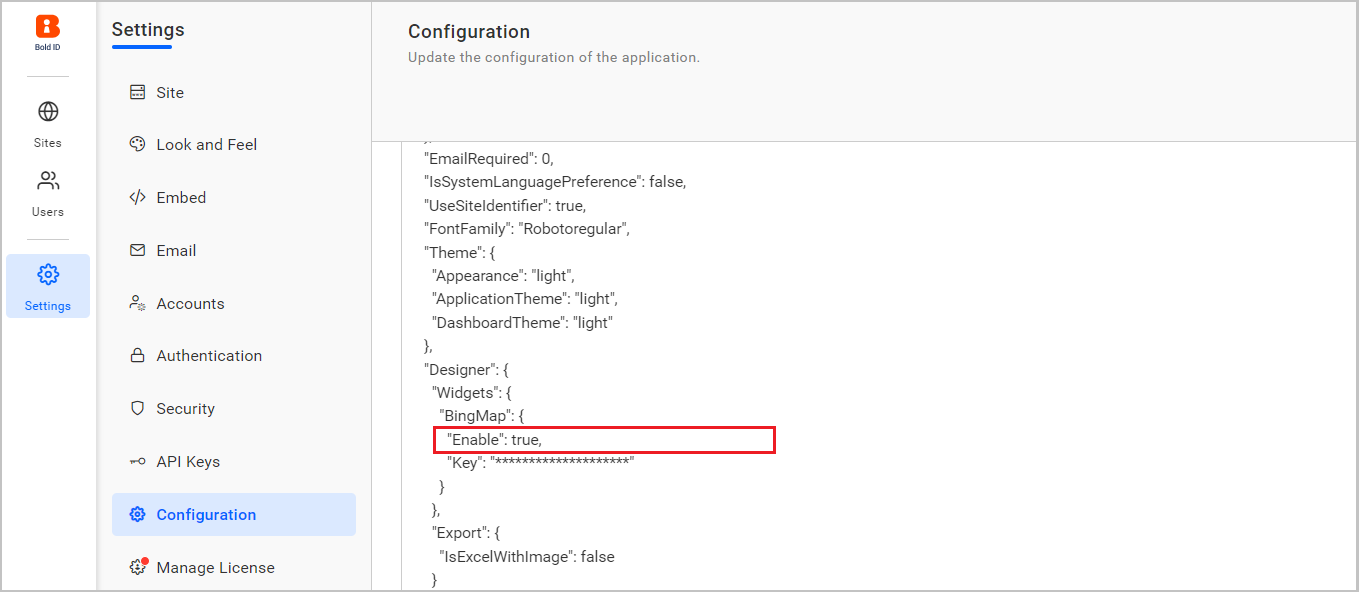 Bold ID
Sites
Users
Settings
Settings
Site
Look and Feel
Embed
Email
Accounts
Authentication
Security
API Keys
Configuration
Manage License
Configuration
Update the configuration of the application.
"EmailRequired": 0,
"IsSystemLanguagePreference": false,
"UseSiteIdentifier": true,
"FontFamily": "Robotoregular",
"Theme": {
"Appearance": "light",
"ApplicationTheme": "light",
"DashboardTheme": "light"
},
"Designer": {
"Widgets": {
"BingMap": {
"Enable": true,
"Key": "********************"
}
},
"Export": {
"IsExcelWithImage": false
}